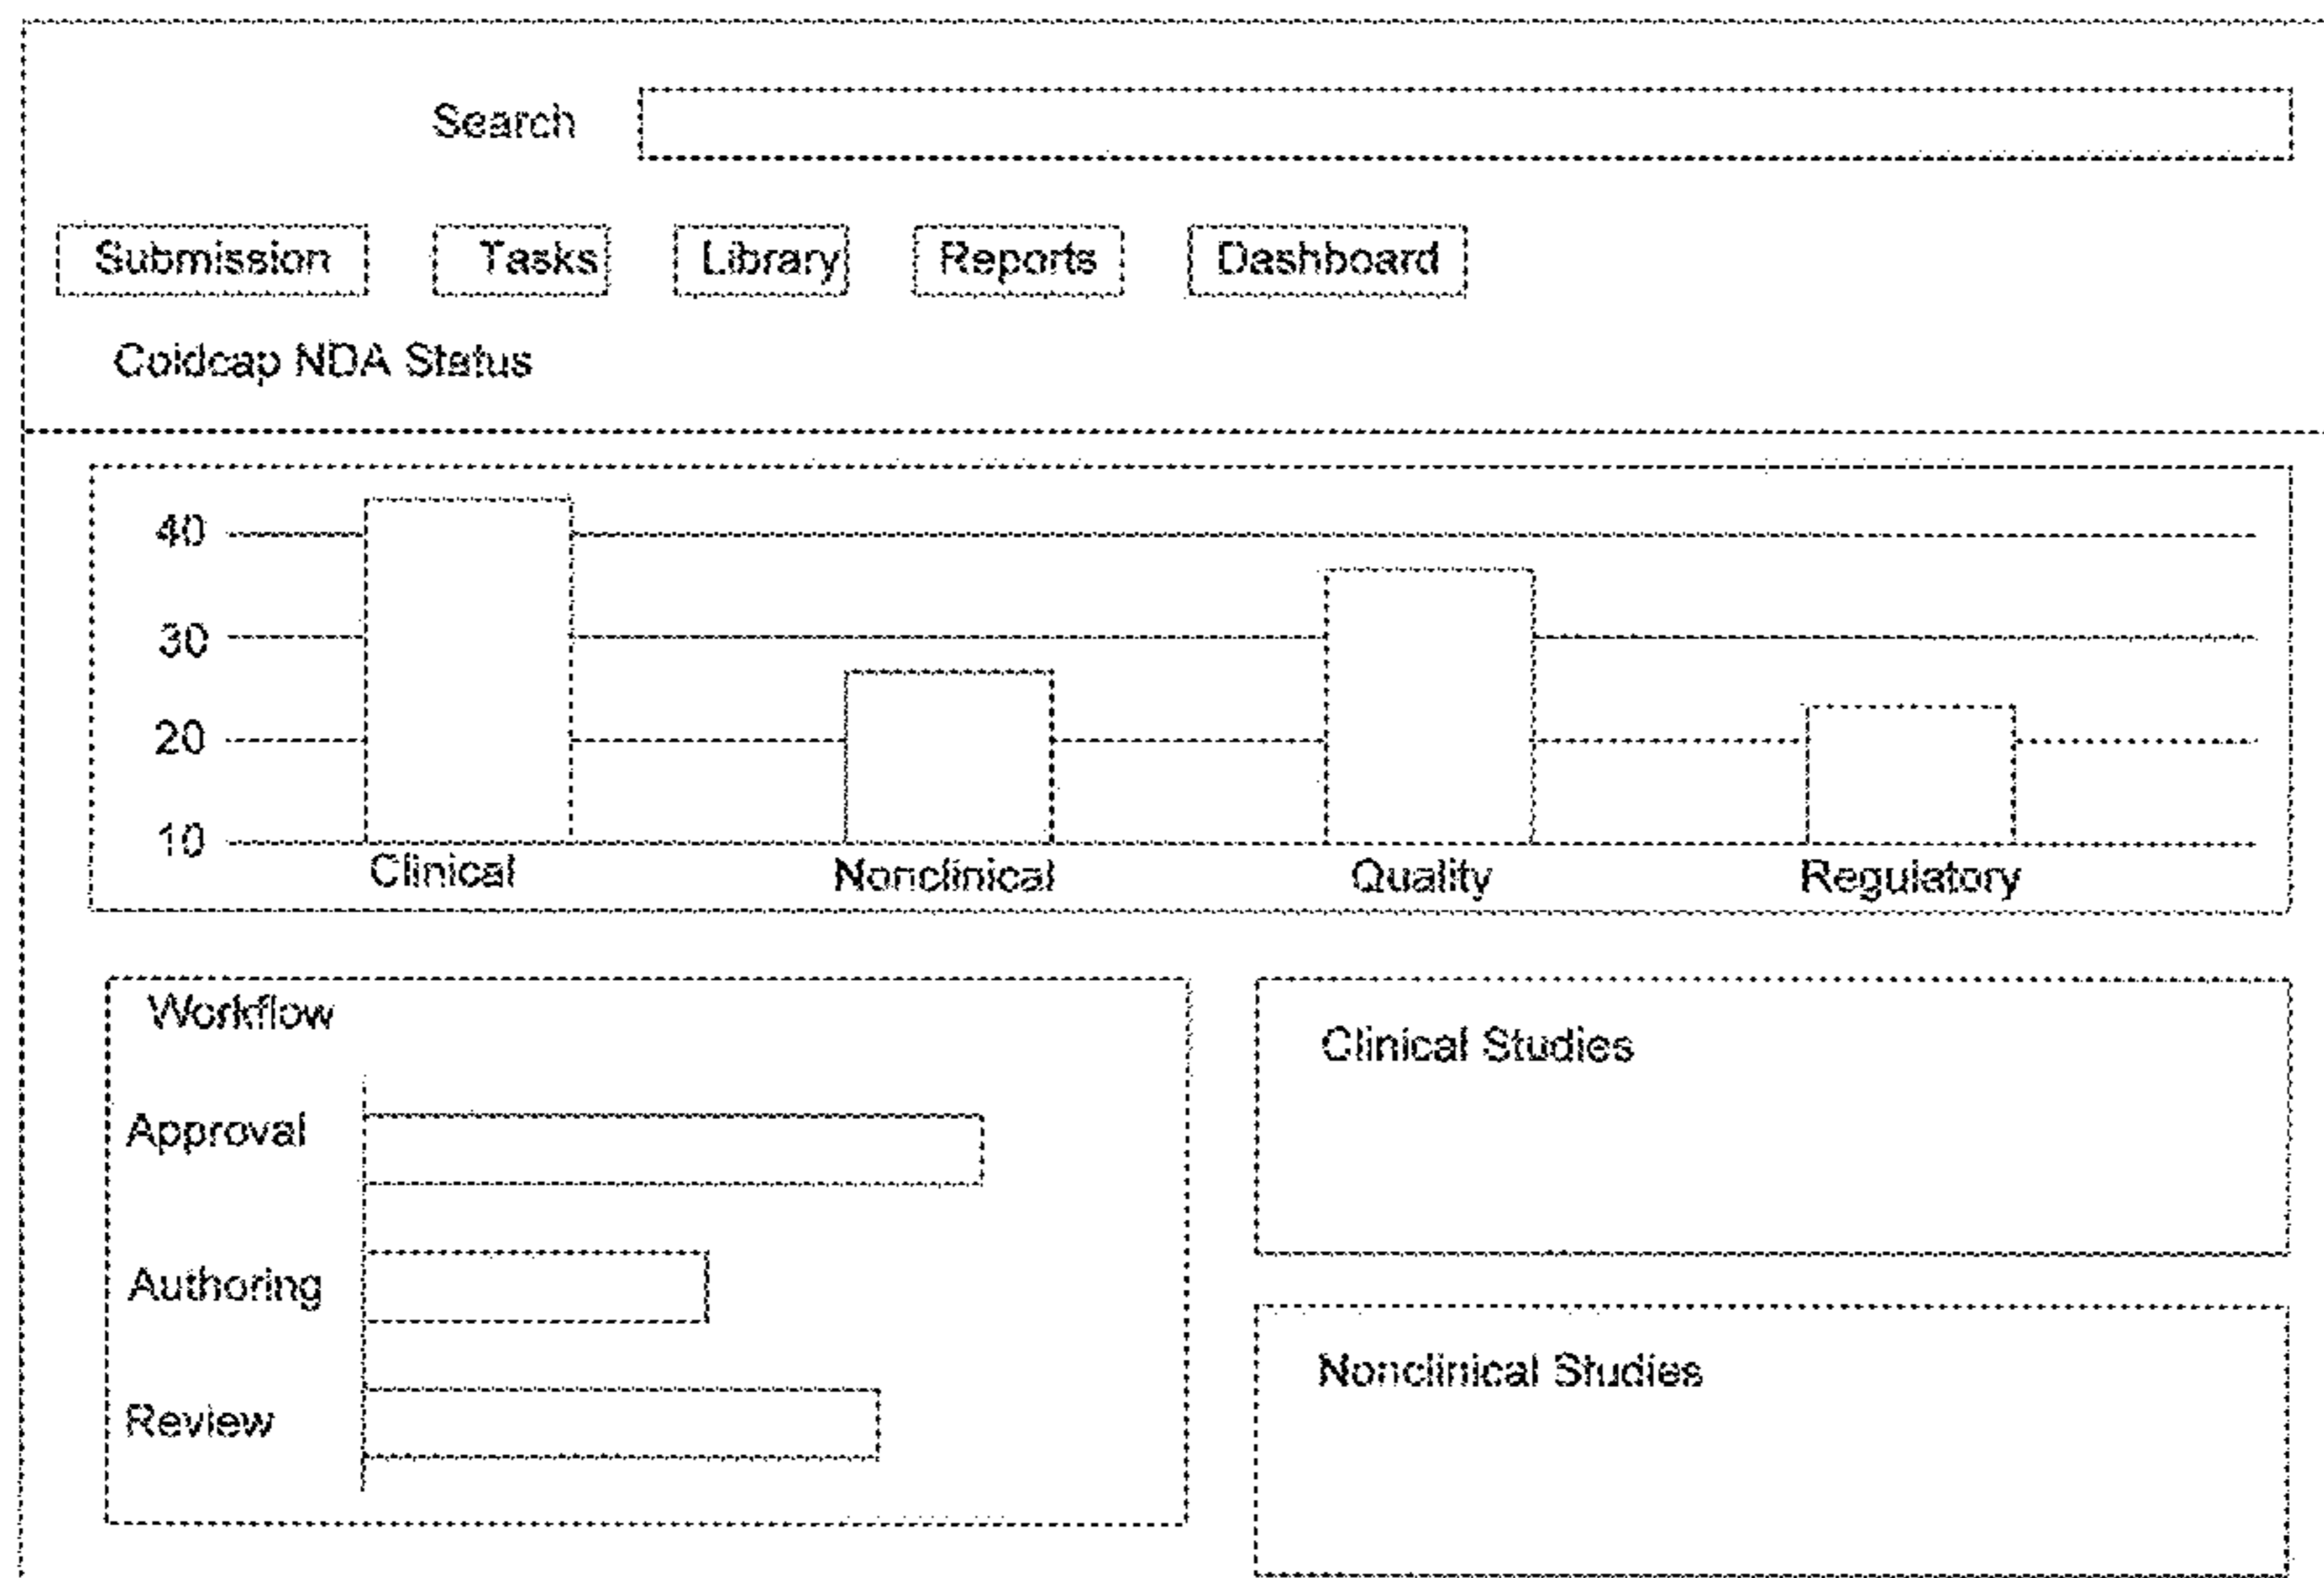 Search
Submission Tasks Library Reports Dashboard
Coldcap NDA Status
40
30
20
10
Clinical Nonclinical Quality Regulatory
Workflow
Approval
Authoring
Review
Clinical Studies
Nonclinical Studies